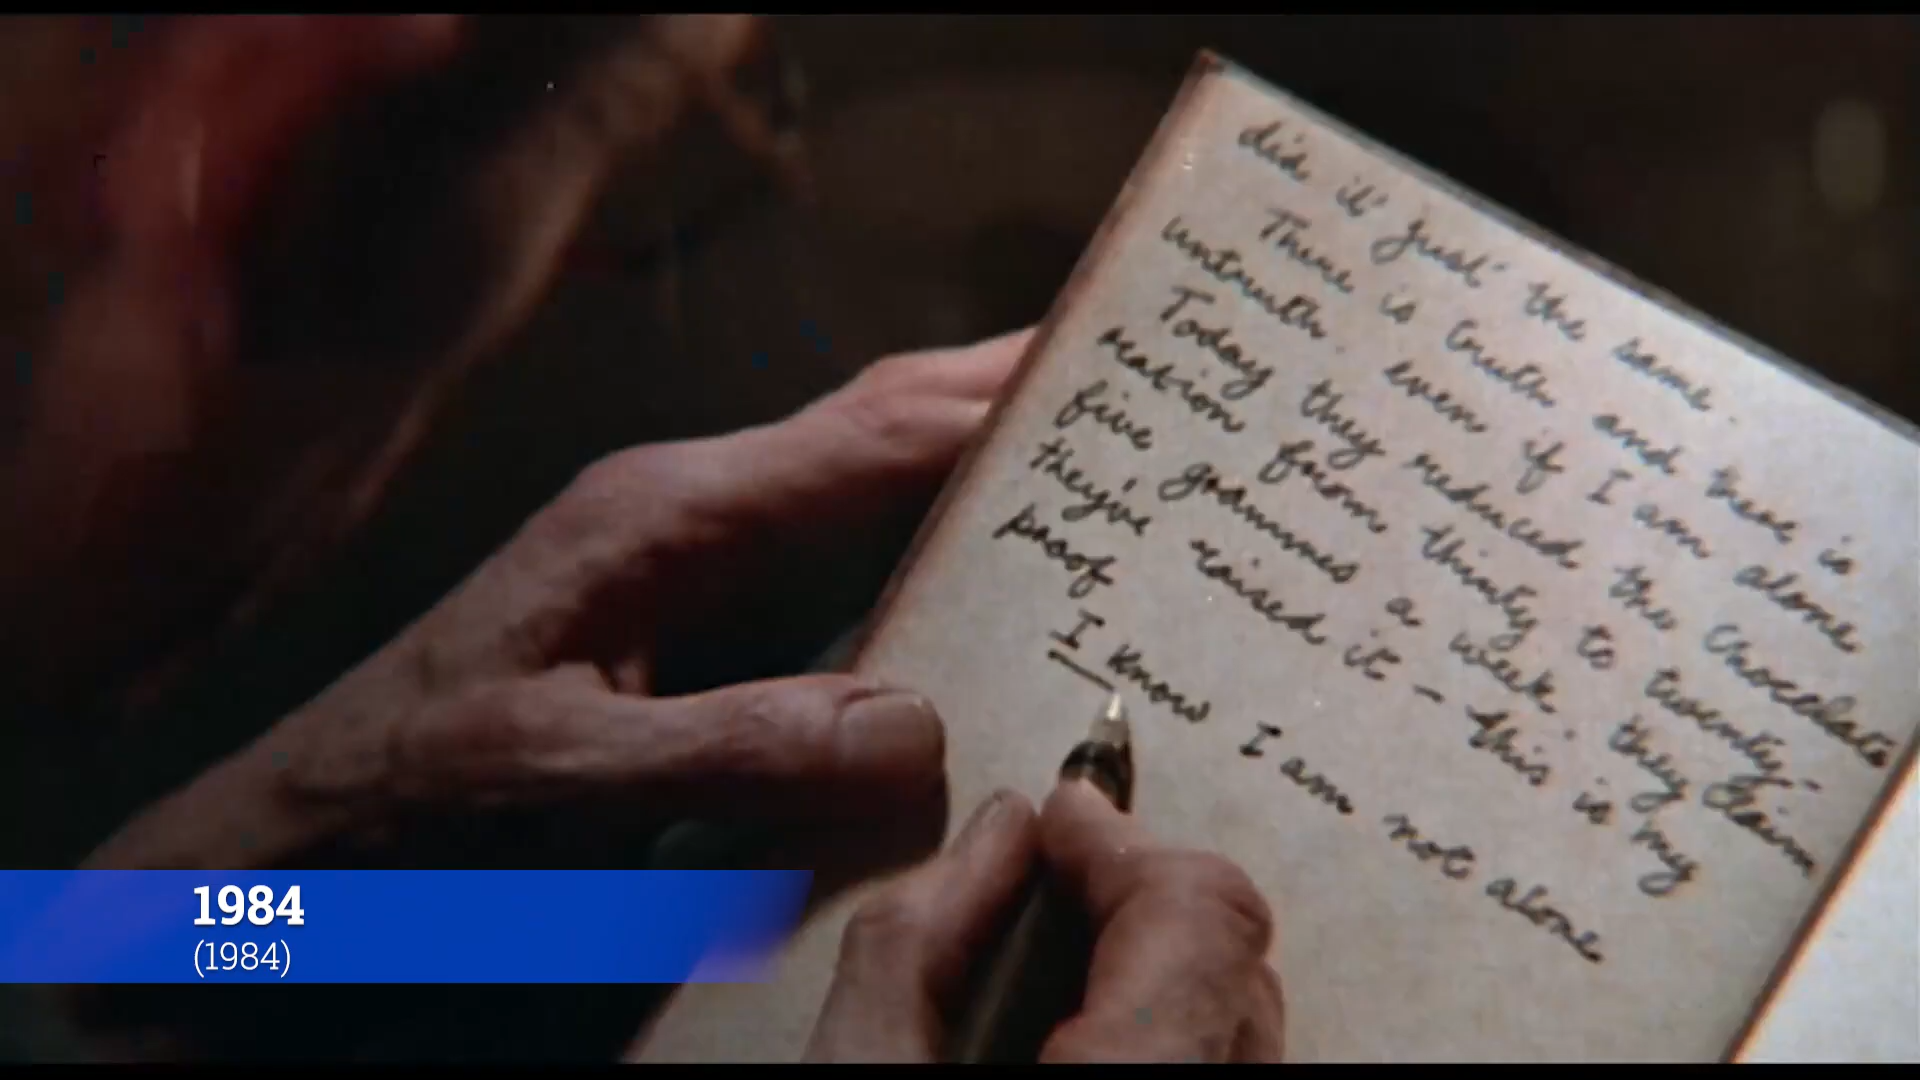 did it just the same.
There is truth and there is
untruth. even if I am alone.
Today they reduced the chocolate
ration from thirty to twenty-
five grammes a week. they claim
they've raised it - this is my
proof
I know I am not alone
1984
(1984)